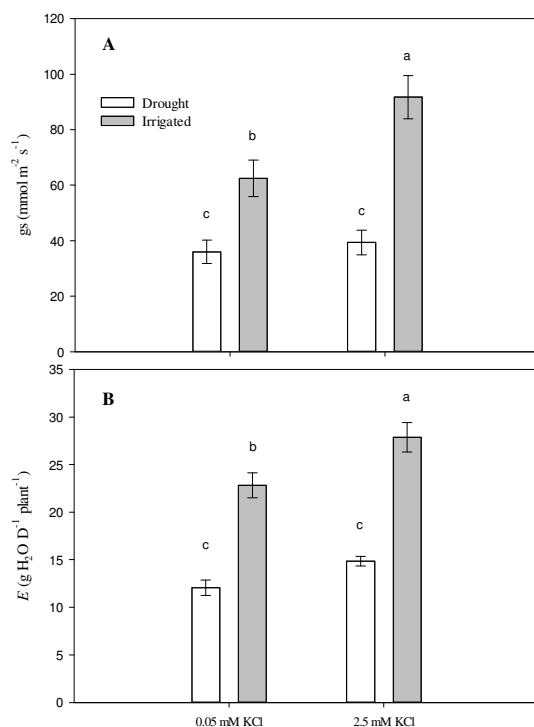 A
120
100
80
60
40
20
0
gs (mmol m⁻² s⁻¹)
Drought
Irrigated
c
b
c
a
B
35
30
25
20
15
10
5
0
E (g H₂O D⁻¹ plant⁻¹)
c
b
c
a
0.05 mM KCl
2.5 mM KCl